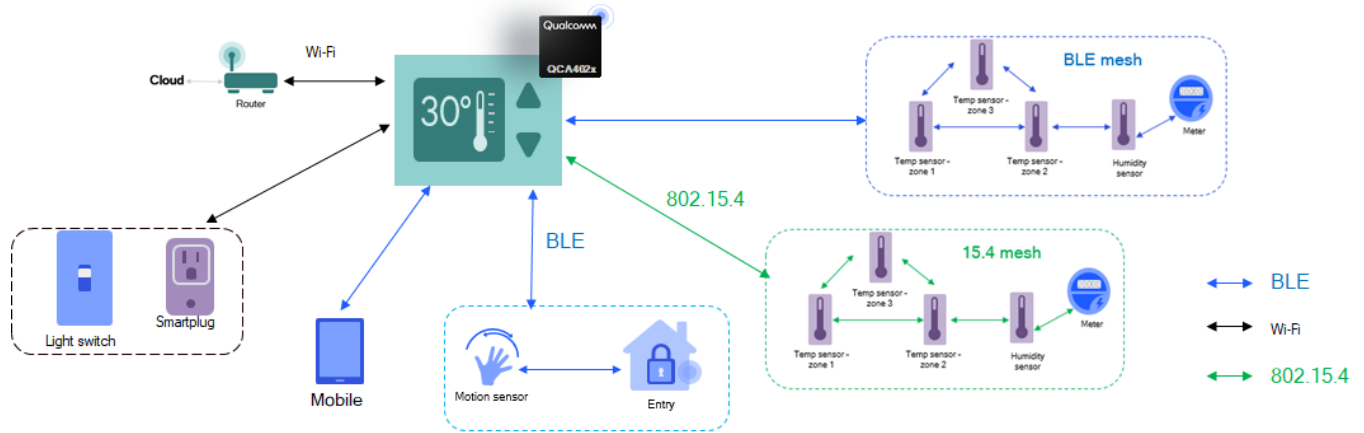 Qualcomm
QCA402x
Wi-Fi
Cloud
Router
30°
BLE mesh
Temp sensor -
zone 3
Temp sensor -
zone 1
Temp sensor -
zone 2
Humidity
sensor
00000
Meter
802.15.4
BLE
15.4 mesh
Temp sensor -
zone 3
Temp sensor -
zone 1
Temp sensor -
zone 2
Humidity
sensor
00000
Meter
Light switch
Smartplug
Mobile
Motion sensor
Entry
BLE
Wi-Fi
802.15.4